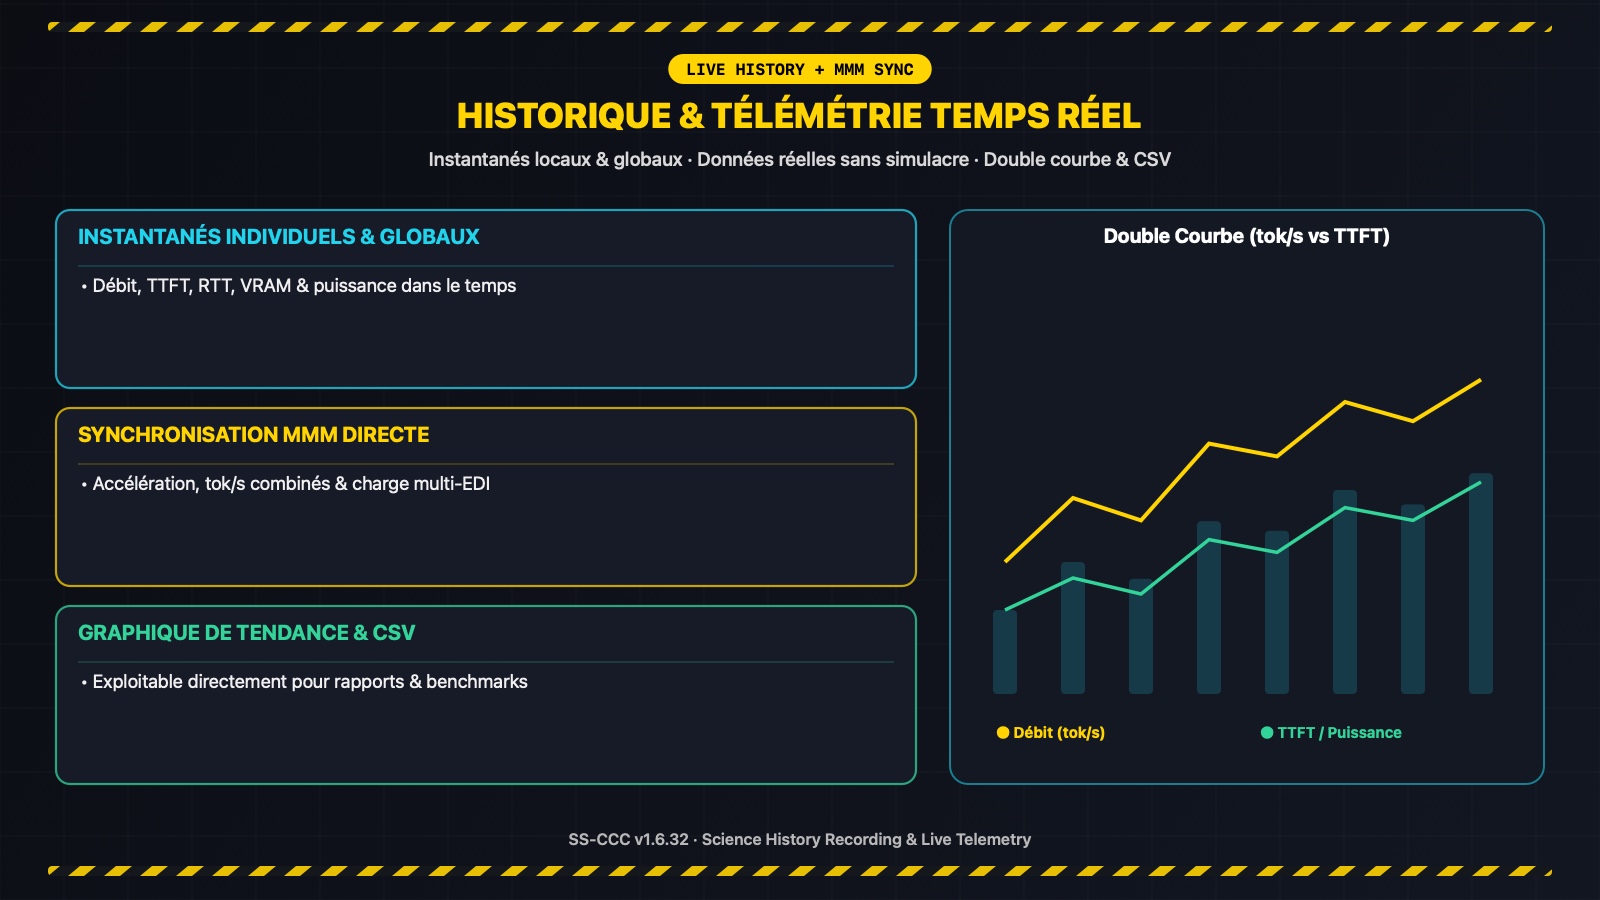 LIVE HISTORY + MMM SYNC
HISTORIQUE & TÉLÉMÉTRIE TEMPS RÉEL
Instantanés locaux & globaux · Données réelles sans simulacre · Double courbe & CSV
INSTANTANÉS INDIVIDUELS & GLOBAUX
• Débit, TTFT, RTT, VRAM & puissance dans le temps
SYNCHRONISATION MMM DIRECTE
• Accélération, tok/s combinés & charge multi-EDI
GRAPHIQUE DE TENDANCE & CSV
• Exploitable directement pour rapports & benchmarks
Double Courbe (tok/s vs TTFT)
Débit (tok/s)
TTFT / Puissance
SS-CCC v1.6.32 · Science History Recording & Live Telemetry